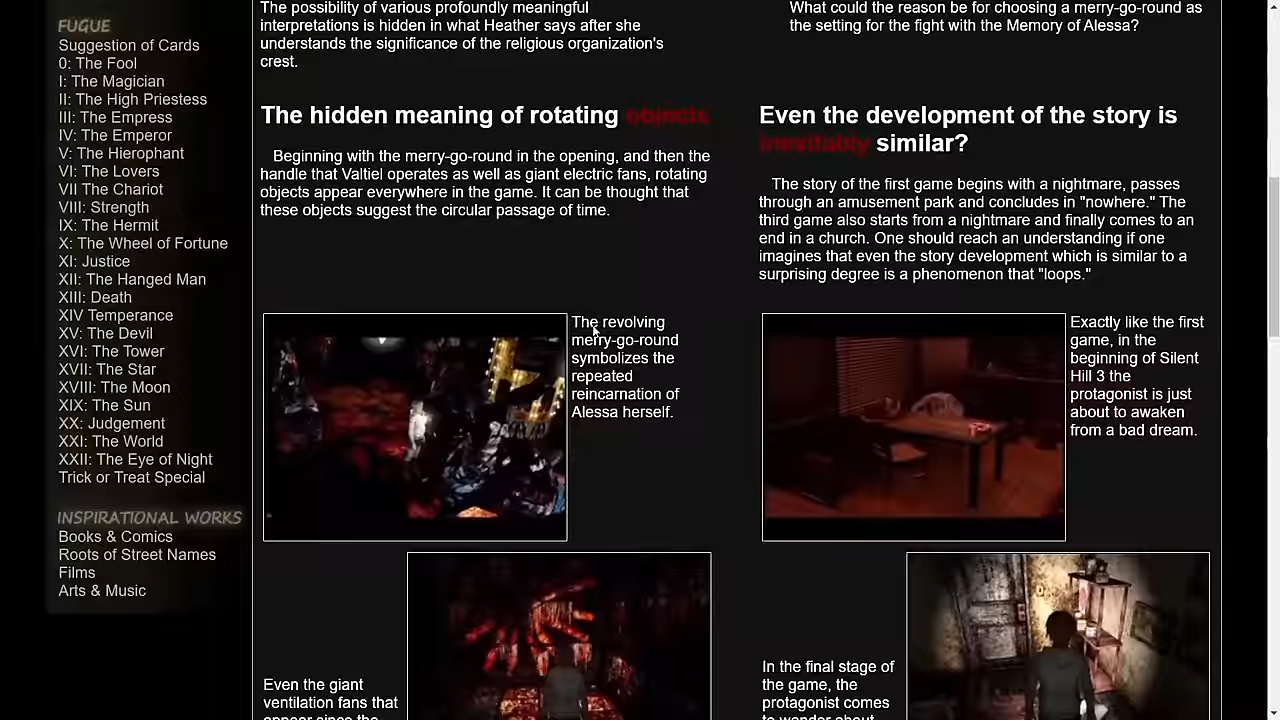 FUGUE
Suggestion of Cards
0: The Fool
I: The Magician
II: The High Priestess
III: The Empress
IV: The Emperor
V: The Hierophant
VI: The Lovers
VII The Chariot
VIII: Strength
IX: The Hermit
X: The Wheel of Fortune
XI: Justice
XII: The Hanged Man
XIII: Death
XIV Temperance
XV: The Devil
XVI: The Tower
XVII: The Star
XVIII: The Moon
XIX: The Sun
XX: Judgement
XXI: The World
XXII: The Eye of Night
Trick or Treat Special
INSPIRATIONAL WORKS
Books & Comics
Roots of Street Names
Films
Arts & Music
The possibility of various profoundly meaningful
interpretations is hidden in what Heather says after she
understands the significance of the religious organization's
crest.
The hidden meaning of rotating objects
Beginning with the merry-go-round in the opening, and then the
handle that Valtiel operates as well as giant electric fans, rotating
objects appear everywhere in the game. It can be thought that
these objects suggest the circular passage of time.
The revolving
merry-go-round
symbolizes the
repeated
reincarnation of
Alessa herself.
Even the giant
ventilation fans that
appear since the
What could the reason be for choosing a merry-go-round as
the setting for the fight with the Memory of Alessa?
Even the development of the story is
inevitably similar?
The story of the first game begins with a nightmare, passes
through an amusement park and concludes in "nowhere." The
third game also starts from a nightmare and finally comes to an
end in a church. One should reach an understanding if one
imagines that even the story development which is similar to a
surprising degree is a phenomenon that "loops."
Exactly like the first
game, in the
beginning of Silent
Hill 3 the
protagonist is just
about to awaken
from a bad dream.
In the final stage of
the game, the
protagonist comes
to wander about